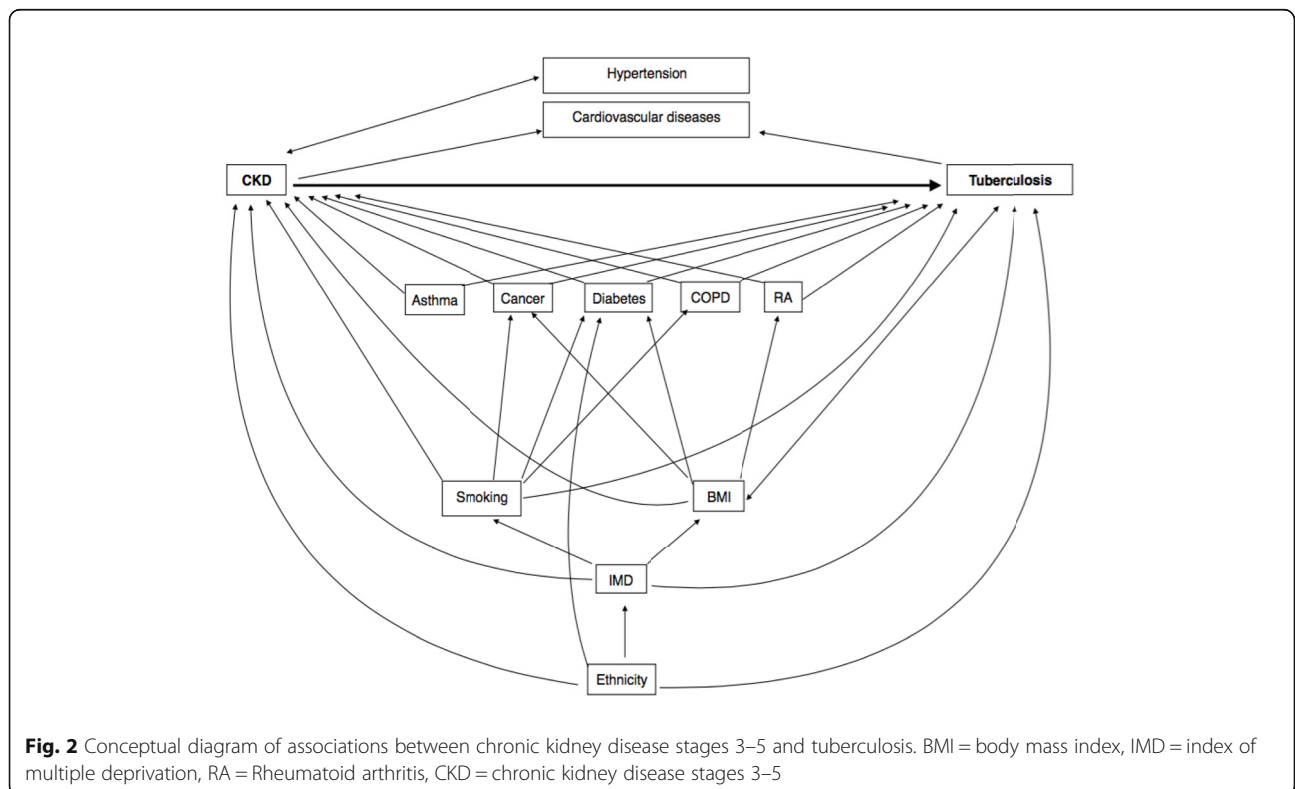 Hypertension
Cardiovascular diseases
CKD
Tuberculosis
Asthma
Cancer
Diabetes
COPD
RA
Smoking
BMI
IMD
Ethnicity
Fig. 2 Conceptual diagram of associations between chronic kidney disease stages 3–5 and tuberculosis. BMI = body mass index, IMD = index of
multiple deprivation, RA = Rheumatoid arthritis, CKD = chronic kidney disease stages 3–5